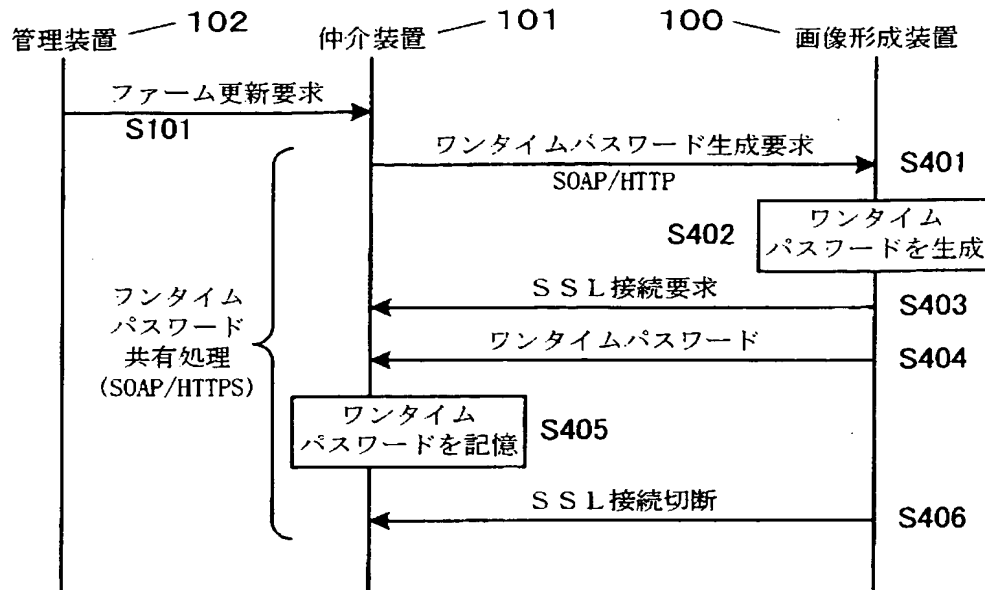 102
101
100
管理装置
仲介装置
画像形成装置
ファーム更新要求
S101
ワンタイムパスワード生成要求
S401
SOAP/HTTP
S402
ワンタイム
パスワードを生成
SSL接続要求
S403
ワンタイム
パスワード
共有処理
(SOAP/HTTPS)
ワンタイムパスワード
S404
ワンタイム
パスワードを記憶
S405
SSL接続切断
S406